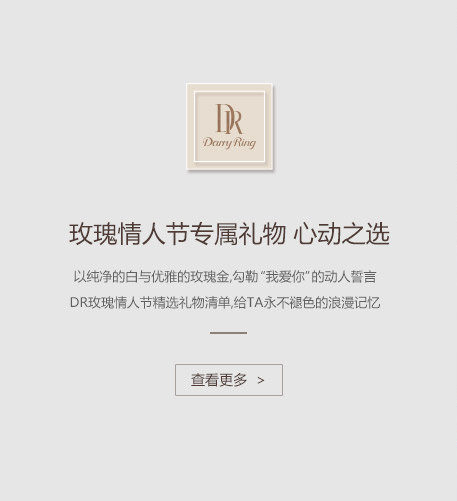 DR
Darry Ring
玫瑰情人节专属礼物 心动之选
以纯净的白与优雅的玫瑰金,勾勒“我爱你”的动人誓言
DR玫瑰情人节精选礼物清单,给TA永不褪色的浪漫记忆
查看更多 >